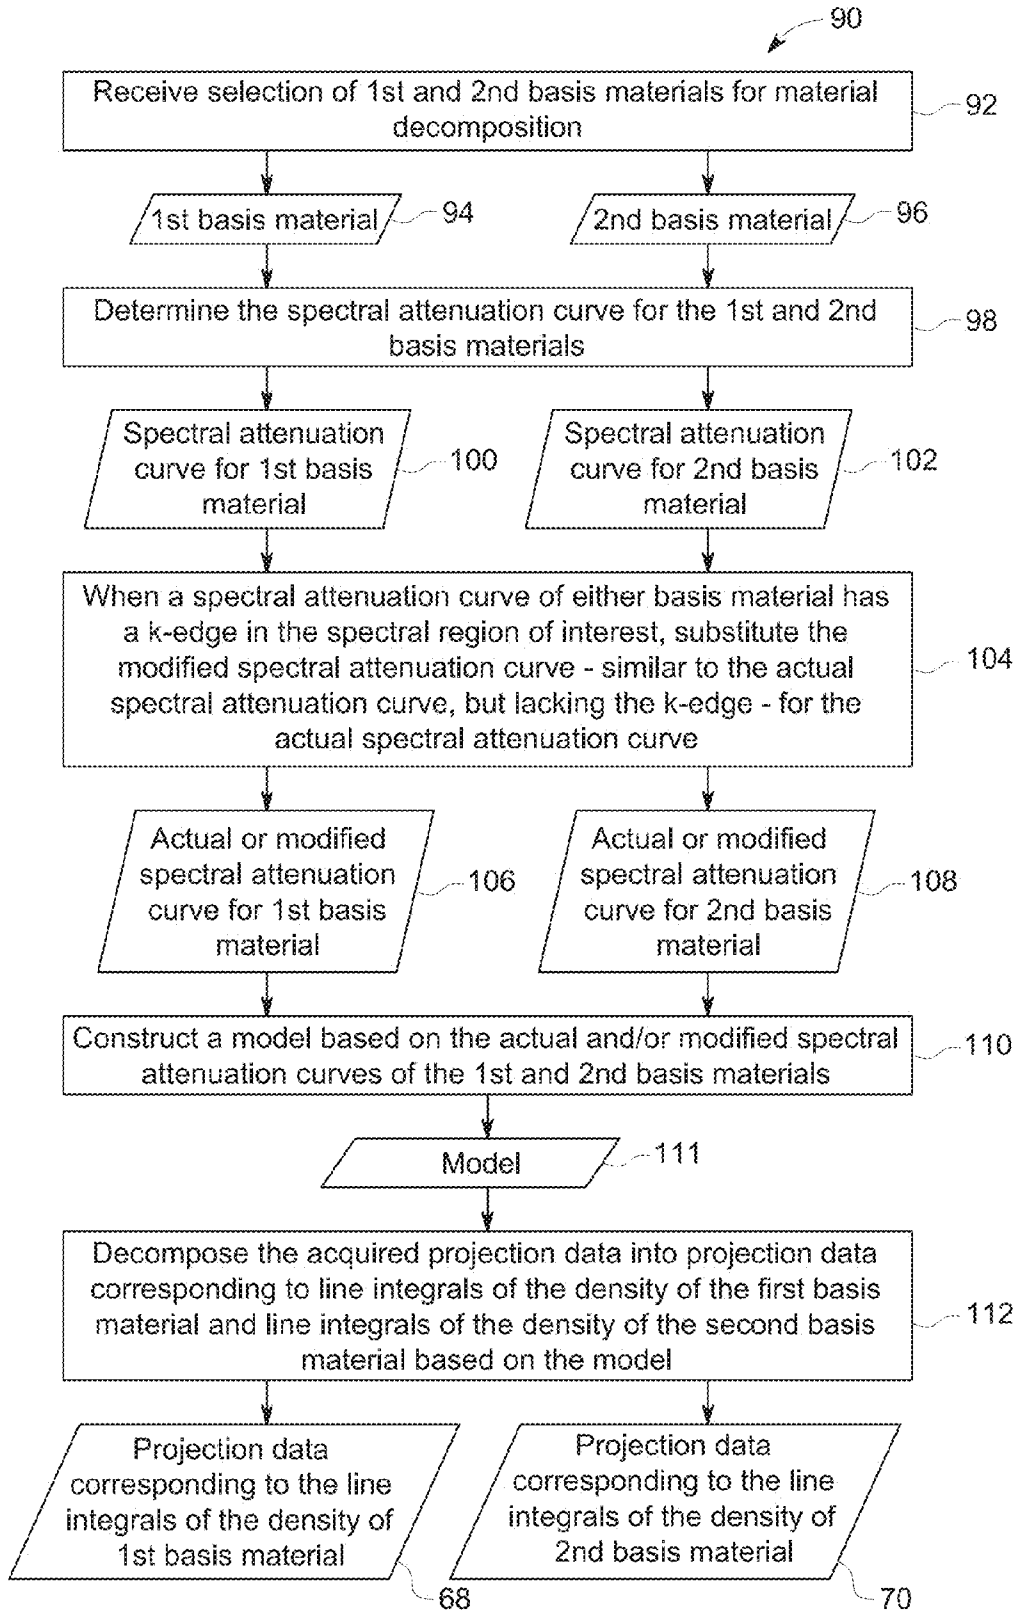 90
Receive selection of 1st and 2nd basis materials for material
decomposition
92
1st basis material
94
2nd basis material
96
Determine the spectral attenuation curve for the 1st and 2nd
basis materials
98
Spectral attenuation
curve for 1st basis
material
100
Spectral attenuation
curve for 2nd basis
material
102
When a spectral attenuation curve of either basis material has
a k-edge in the spectral region of interest, substitute the
modified spectral attenuation curve - similar to the actual
spectral attenuation curve, but lacking the k-edge - for the
actual spectral attenuation curve
104
Actual or modified
spectral attenuation
curve for 1st basis
material
106
Actual or modified
spectral attenuation
curve for 2nd basis
material
108
Construct a model based on the actual and/or modified spectral
attenuation curves of the 1st and 2nd basis materials
110
Model
111
Decompose the acquired projection data into projection data
corresponding to line integrals of the density of the first basis
material and line integrals of the density of the second basis
material based on the model
112
Projection data
corresponding to the line
integrals of the density of
1st basis material
68
Projection data
corresponding to the line
integrals of the density of
2nd basis material
70